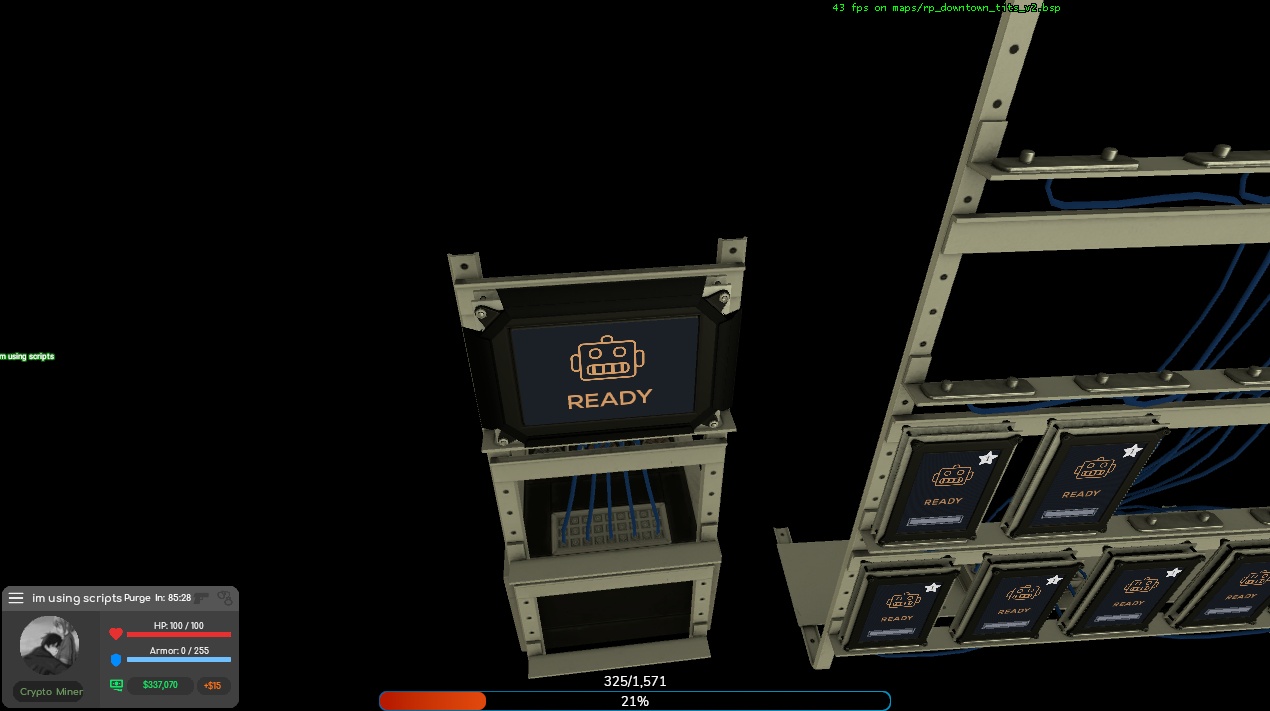 43 fps on maps/rp_downtown_tits_v2.bsp
READY
READY
READY
m using scripts
READY
READY
READY
READY
im using scripts Purge In: 85:28
HP: 100 / 100
Armor: 0 / 255
$337,070 +$15
Crypto Miner
325/1,571
21%